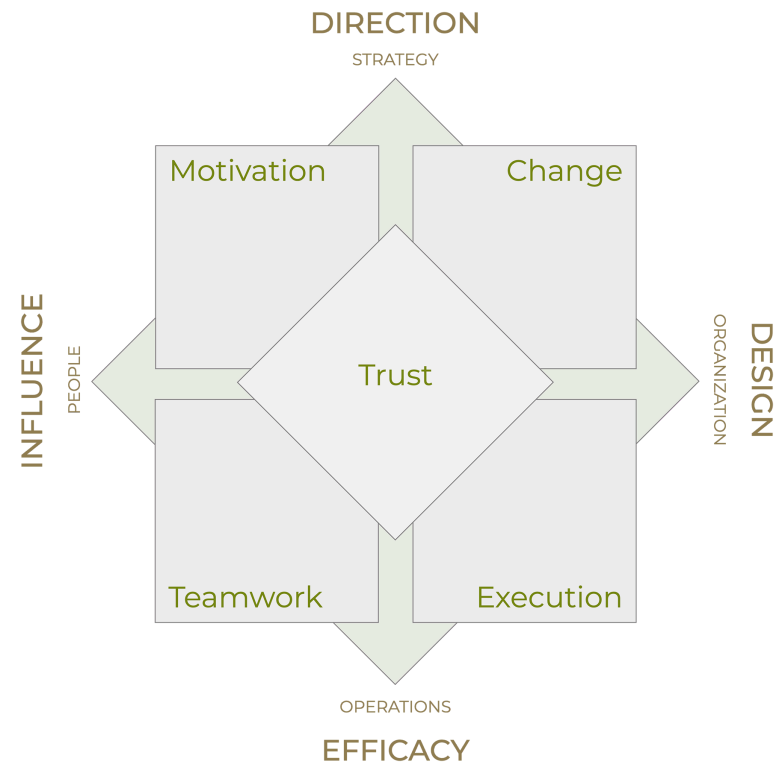 DIRECTION
STRATEGY
Motivation
Change
INFLUENCE
PEOPLE
Trust
ORGANIZATION
DESIGN
Teamwork
Execution
OPERATIONS
EFFICACY